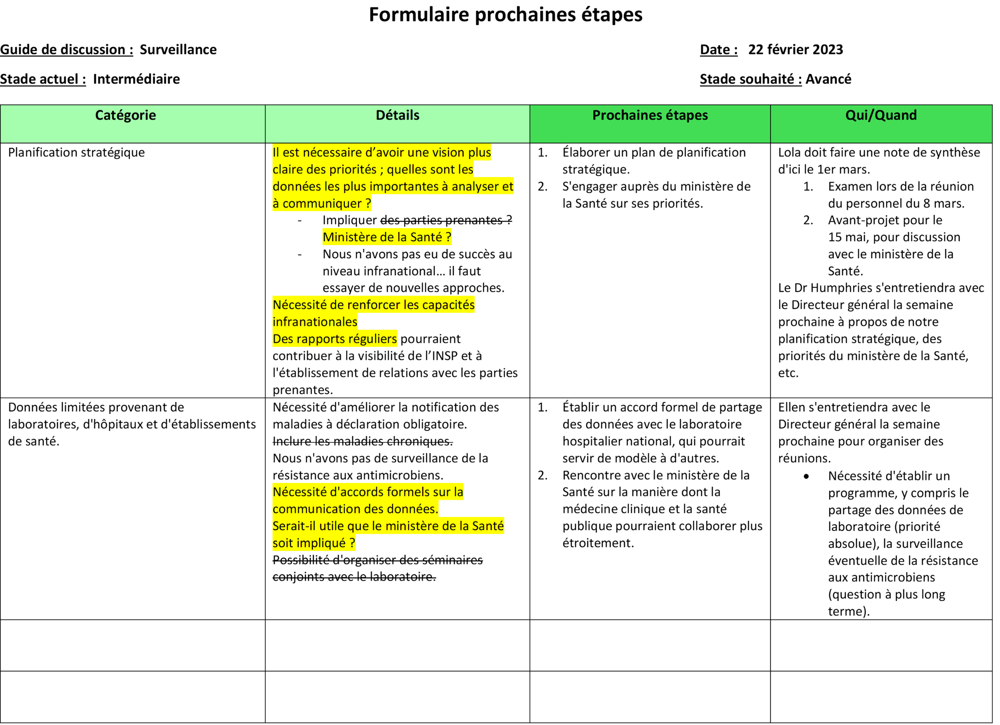 Formulaire prochaines étapes
Guide de discussion : Surveillance
Date : 22 février 2023
Stade actuel : Intermédiaire
Stade souhaité : Avancé
Catégorie
Détails
Prochaines étapes
Qui/Quand
Planification stratégique
Il est nécessaire d’avoir une vision plus
claire des priorités ; quelles sont les
données les plus importantes à analyser et
à communiquer ?
- Impliquer des parties prenantes ?
Ministère de la Santé ?
- Nous n'avons pas eu de succès au
niveau infranational... il faut
essayer de nouvelles approches.
Nécessité de renforcer les capacités
infranationales
Des rapports réguliers pourraient
contribuer à la visibilité de l’INSP et à
l'établissement de relations avec les parties
prenantes.
1. Élaborer un plan de planification
stratégique.
2. S'engager auprès du ministère de
la Santé sur ses priorités.
Lola doit faire une note de synthèse
d'ici le 1er mars.
1. Examen lors de la réunion
du personnel du 8 mars.
2. Avant-projet pour le
15 mai, pour discussion
avec le ministère de la
Santé.
Le Dr Humphries s'entretiendra avec
le Directeur général la semaine
prochaine à propos de notre
planification stratégique, des
priorités du ministère de la Santé,
etc.
Données limitées provenant de
laboratoires, d'hôpitaux et d'établissements
de santé.
Nécessité d'améliorer la notification des
maladies à déclaration obligatoire.
Inclure les maladies chroniques.
Nous n'avons pas de surveillance de la
résistance aux antimicrobiens.
Nécessité d'accords formels sur la
communication des données.
Serait-il utile que le ministère de la Santé
soit impliqué ?
Possibilité d'organiser des séminaires
conjoints avec le laboratoire.
1. Établir un accord formel de partage
des données avec le laboratoire
hospitalier national, qui pourrait
servir de modèle à d'autres.
2. Rencontre avec le ministère de la
Santé sur la manière dont la
médecine clinique et la santé
publique pourraient collaborer plus
étroitement.
Ellen s'entretiendra avec le
Directeur général la semaine
prochaine pour organiser des
réunions.
• Nécessité d'établir un
programme, y compris le
partage des données de
laboratoire (priorité
absolue), la surveillance
éventuelle de la résistance
aux antimicrobiens
(question à plus long
terme).